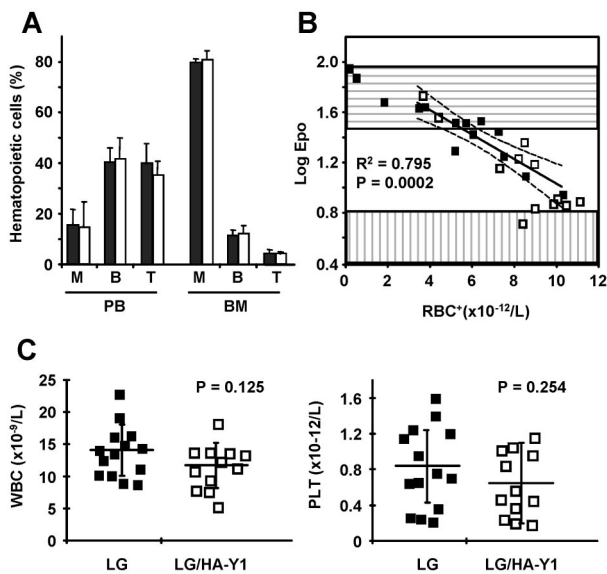 A
Hematopoietic cells (%)
100
80
60
40
20
0
M B T M B T
PB BM
B
Log Epo
2.0
1.6
1.2
0.8
0.4
R² = 0.795
P = 0.0002
0 2 4 6 8 10 12
RBC⁺(x10⁻¹²/L)
C
WBC (x10⁻⁹/L)
25
20
15
10
5
0
P = 0.125
LG LG/HA-Y1
PLT (x10-12/L)
1.8
1.2
0.8
0.4
0
P = 0.254
LG LG/HA-Y1